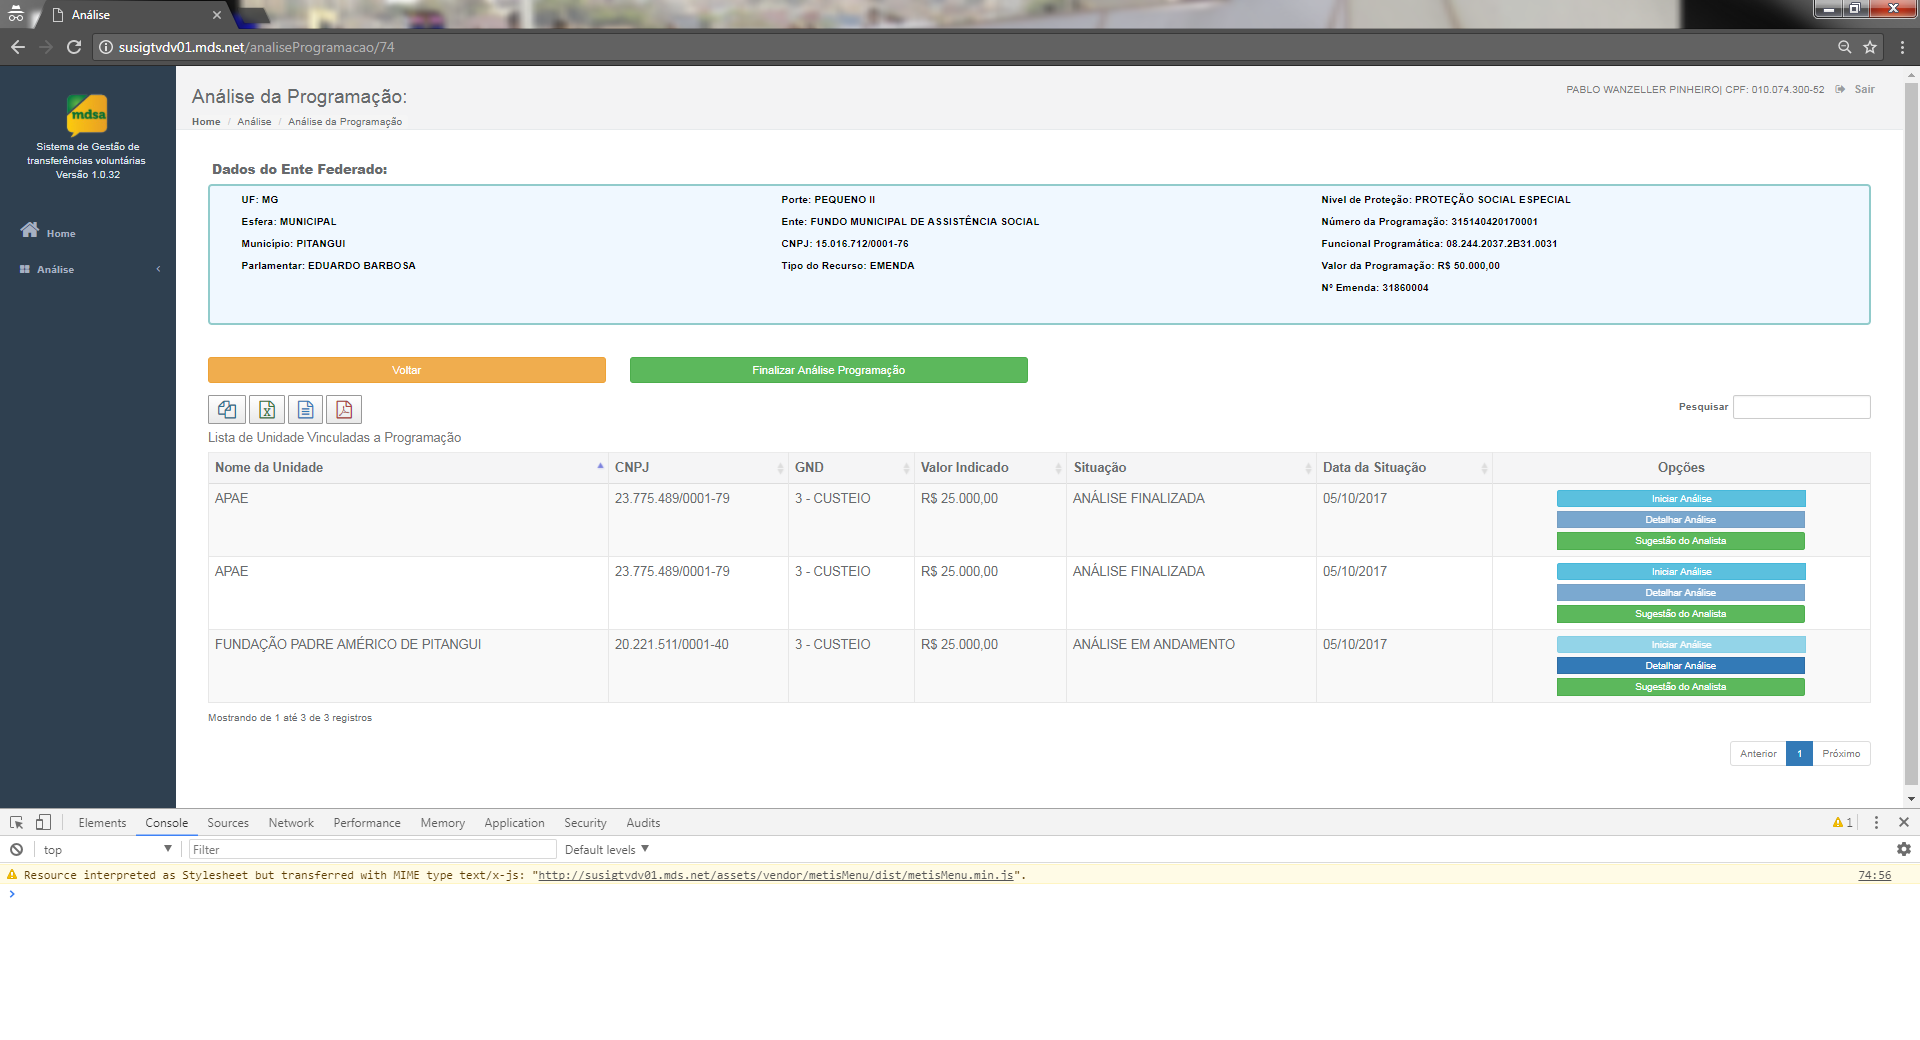 Análise
susigtvdv01.mds.net/analiseProgramacao/74
mdsa
Sistema de Gestão de
transferências voluntárias
Versão 1.0.32
Home
Análise
Análise da Programação:
PABLO WANZELLER PINHEIRO| CPF: 010.074.300-52 Sair
Home / Análise / Análise da Programação
Dados do Ente Federado:
UF: MG
Esfera: MUNICIPAL
Município: PITANGUI
Parlamentar: EDUARDO BARBOSA
Porte: PEQUENO II
Ente: FUNDO MUNICIPAL DE ASSISTÊNCIA SOCIAL
CNPJ: 15.016.712/0001-76
Tipo do Recurso: EMENDA
Nível de Proteção: PROTEÇÃO SOCIAL ESPECIAL
Número da Programação: 315140420170001
Funcional Programática: 08.244.2037.2B31.0031
Valor da Programação: R$ 50.000,00
Nº Emenda: 31860004
Voltar
Finalizar Análise Programação
Pesquisar
Lista de Unidade Vinculadas a Programação
Nome da Unidade CNPJ GND Valor Indicado Situação Data da Situação Opções
APAE 23.775.489/0001-79 3 - CUSTEIO R$ 25.000,00 ANÁLISE FINALIZADA 05/10/2017 Iniciar Análise
Detalhar Análise
Sugestão do Analista
APAE 23.775.489/0001-79 3 - CUSTEIO R$ 25.000,00 ANÁLISE FINALIZADA 05/10/2017 Iniciar Análise
Detalhar Análise
Sugestão do Analista
FUNDAÇÃO PADRE AMÉRICO DE PITANGUI 20.221.511/0001-40 3 - CUSTEIO R$ 25.000,00 ANÁLISE EM ANDAMENTO 05/10/2017 Iniciar Análise
Detalhar Análise
Sugestão do Analista
Mostrando de 1 até 3 de 3 registros
Anterior 1 Próximo
Elements Console Sources Network Performance Memory Application Security Audits 1
top Filter Default levels
Resource interpreted as Stylesheet but transferred with MIME type text/x-js: "http://susigtvdv01.mds.net/assets/vendor/metisMenu/dist/metisMenu.min.js". 74:56